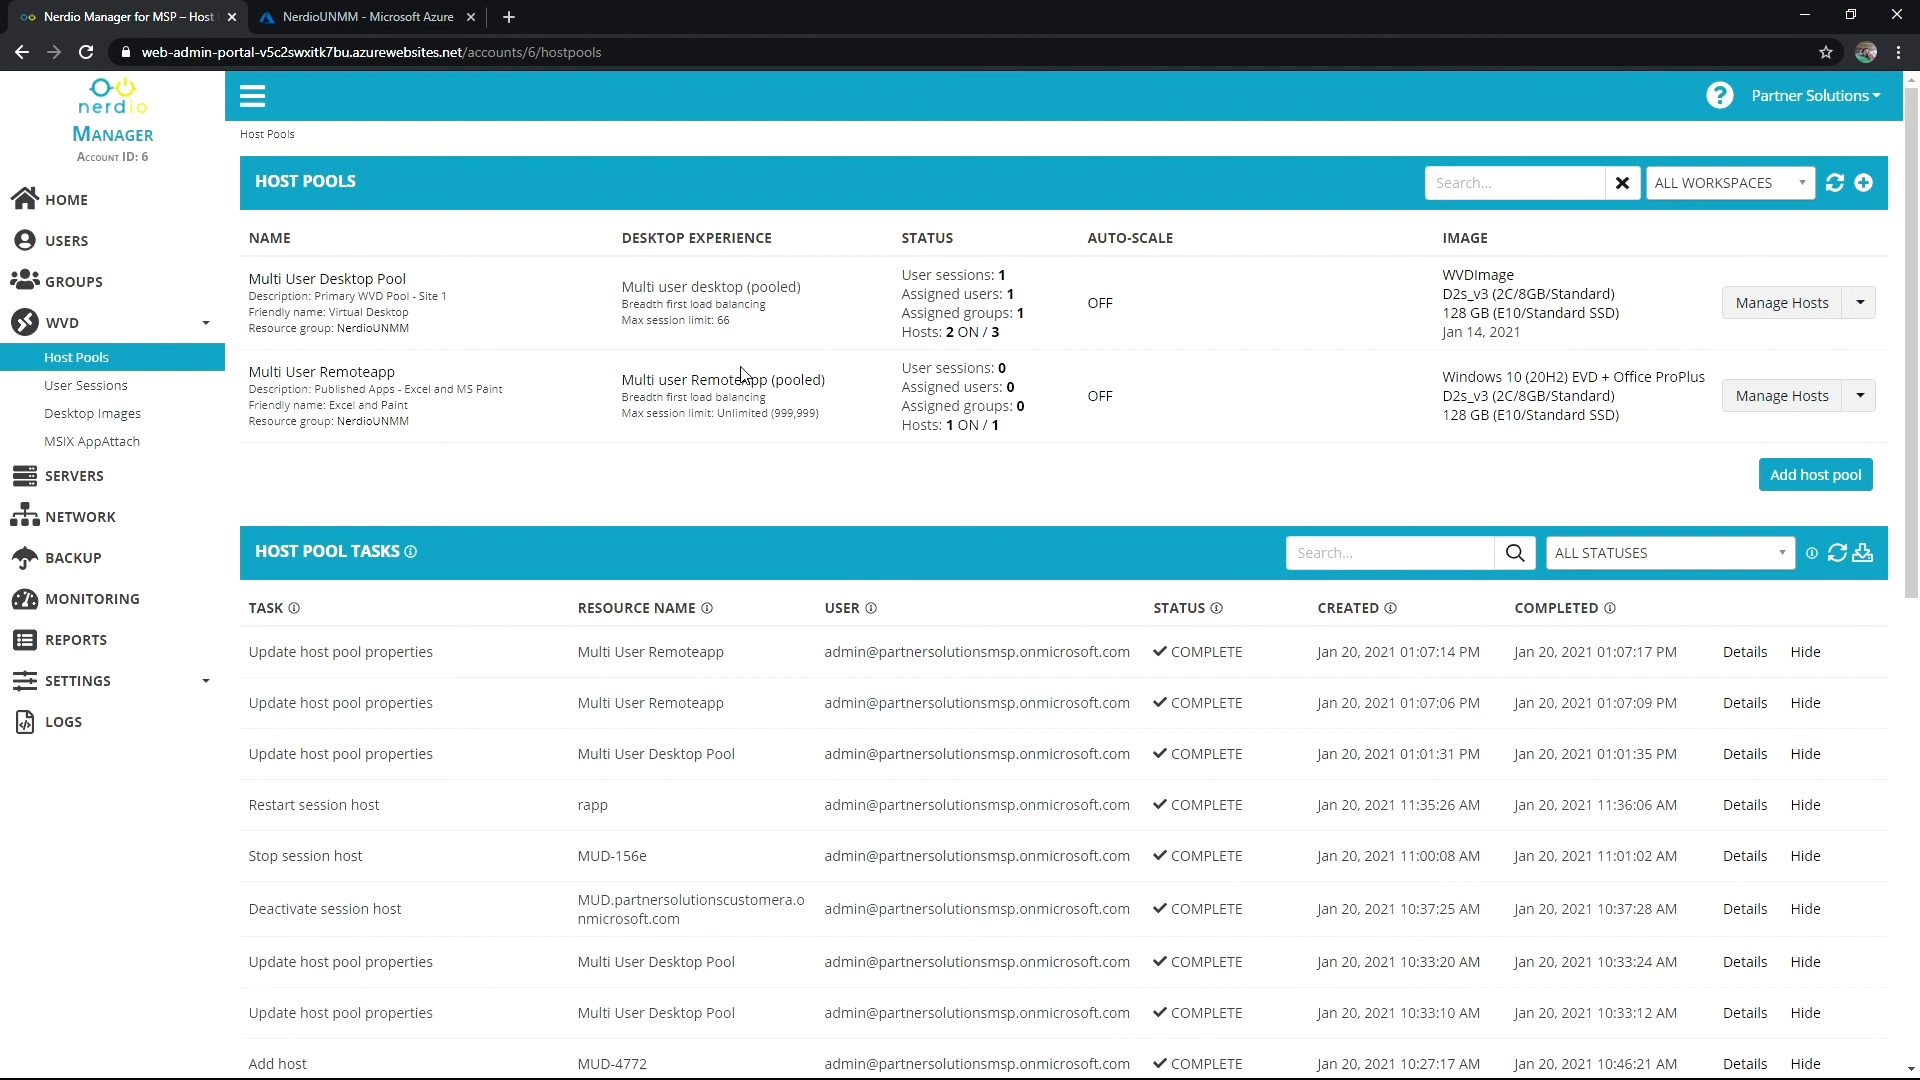 Nerdio Manager for MSP – Host
NerdioUNMM - Microsoft Azure
web-admin-portal-v5c2swxitk7bu.azurewebsites.net/accounts/6/hostpools
nerdio
MANAGER
ACCOUNT ID: 6
HOME
USERS
GROUPS
WVD
Host Pools
User Sessions
Desktop Images
MSIX AppAttach
SERVERS
NETWORK
BACKUP
MONITORING
REPORTS
SETTINGS
LOGS
? Partner Solutions
Host Pools
HOST POOLS
Search...
ALL WORKSPACES
NAME DESKTOP EXPERIENCE STATUS AUTO-SCALE IMAGE
Multi User Desktop Pool
Description: Primary WVD Pool - Site 1
Friendly name: Virtual Desktop
Resource group: NerdioUNMM
Multi user desktop (pooled)
Breadth first load balancing
Max session limit: 66
User sessions: 1
Assigned users: 1
Assigned groups: 1
Hosts: 2 ON / 3
OFF
WVDImage
D2s_v3 (2C/8GB/Standard)
128 GB (E10/Standard SSD)
Jan 14, 2021
Manage Hosts
Multi User Remoteapp
Description: Published Apps - Excel and MS Paint
Friendly name: Excel and Paint
Resource group: NerdioUNMM
Multi user Remoteapp (pooled)
Breadth first load balancing
Max session limit: Unlimited (999,999)
User sessions: 0
Assigned users: 0
Assigned groups: 0
Hosts: 1 ON / 1
OFF
Windows 10 (20H2) EVD + Office ProPlus
D2s_v3 (2C/8GB/Standard)
128 GB (E10/Standard SSD)
Manage Hosts
Add host pool
HOST POOL TASKS
Search...
ALL STATUSES
TASK RESOURCE NAME USER STATUS CREATED COMPLETED
Update host pool properties Multi User Remoteapp admin@partnersolutionsmsp.onmicrosoft.com COMPLETE Jan 20, 2021 01:07:14 PM Jan 20, 2021 01:07:17 PM Details Hide
Update host pool properties Multi User Remoteapp admin@partnersolutionsmsp.onmicrosoft.com COMPLETE Jan 20, 2021 01:07:06 PM Jan 20, 2021 01:07:09 PM Details Hide
Update host pool properties Multi User Desktop Pool admin@partnersolutionsmsp.onmicrosoft.com COMPLETE Jan 20, 2021 01:01:31 PM Jan 20, 2021 01:01:35 PM Details Hide
Restart session host rapp admin@partnersolutionsmsp.onmicrosoft.com COMPLETE Jan 20, 2021 11:35:26 AM Jan 20, 2021 11:36:06 AM Details Hide
Stop session host MUD-156e admin@partnersolutionsmsp.onmicrosoft.com COMPLETE Jan 20, 2021 11:00:08 AM Jan 20, 2021 11:01:02 AM Details Hide
Deactivate session host MUD.partnersolutionscustomera.o
nmicrosoft.com admin@partnersolutionsmsp.onmicrosoft.com COMPLETE Jan 20, 2021 10:37:25 AM Jan 20, 2021 10:37:28 AM Details Hide
Update host pool properties Multi User Desktop Pool admin@partnersolutionsmsp.onmicrosoft.com COMPLETE Jan 20, 2021 10:33:20 AM Jan 20, 2021 10:33:24 AM Details Hide
Update host pool properties Multi User Desktop Pool admin@partnersolutionsmsp.onmicrosoft.com COMPLETE Jan 20, 2021 10:33:10 AM Jan 20, 2021 10:33:12 AM Details Hide
Add host MUD-4772 admin@partnersolutionsmsp.onmicrosoft.com COMPLETE Jan 20, 2021 10:27:17 AM Jan 20, 2021 10:46:21 AM Details Hide